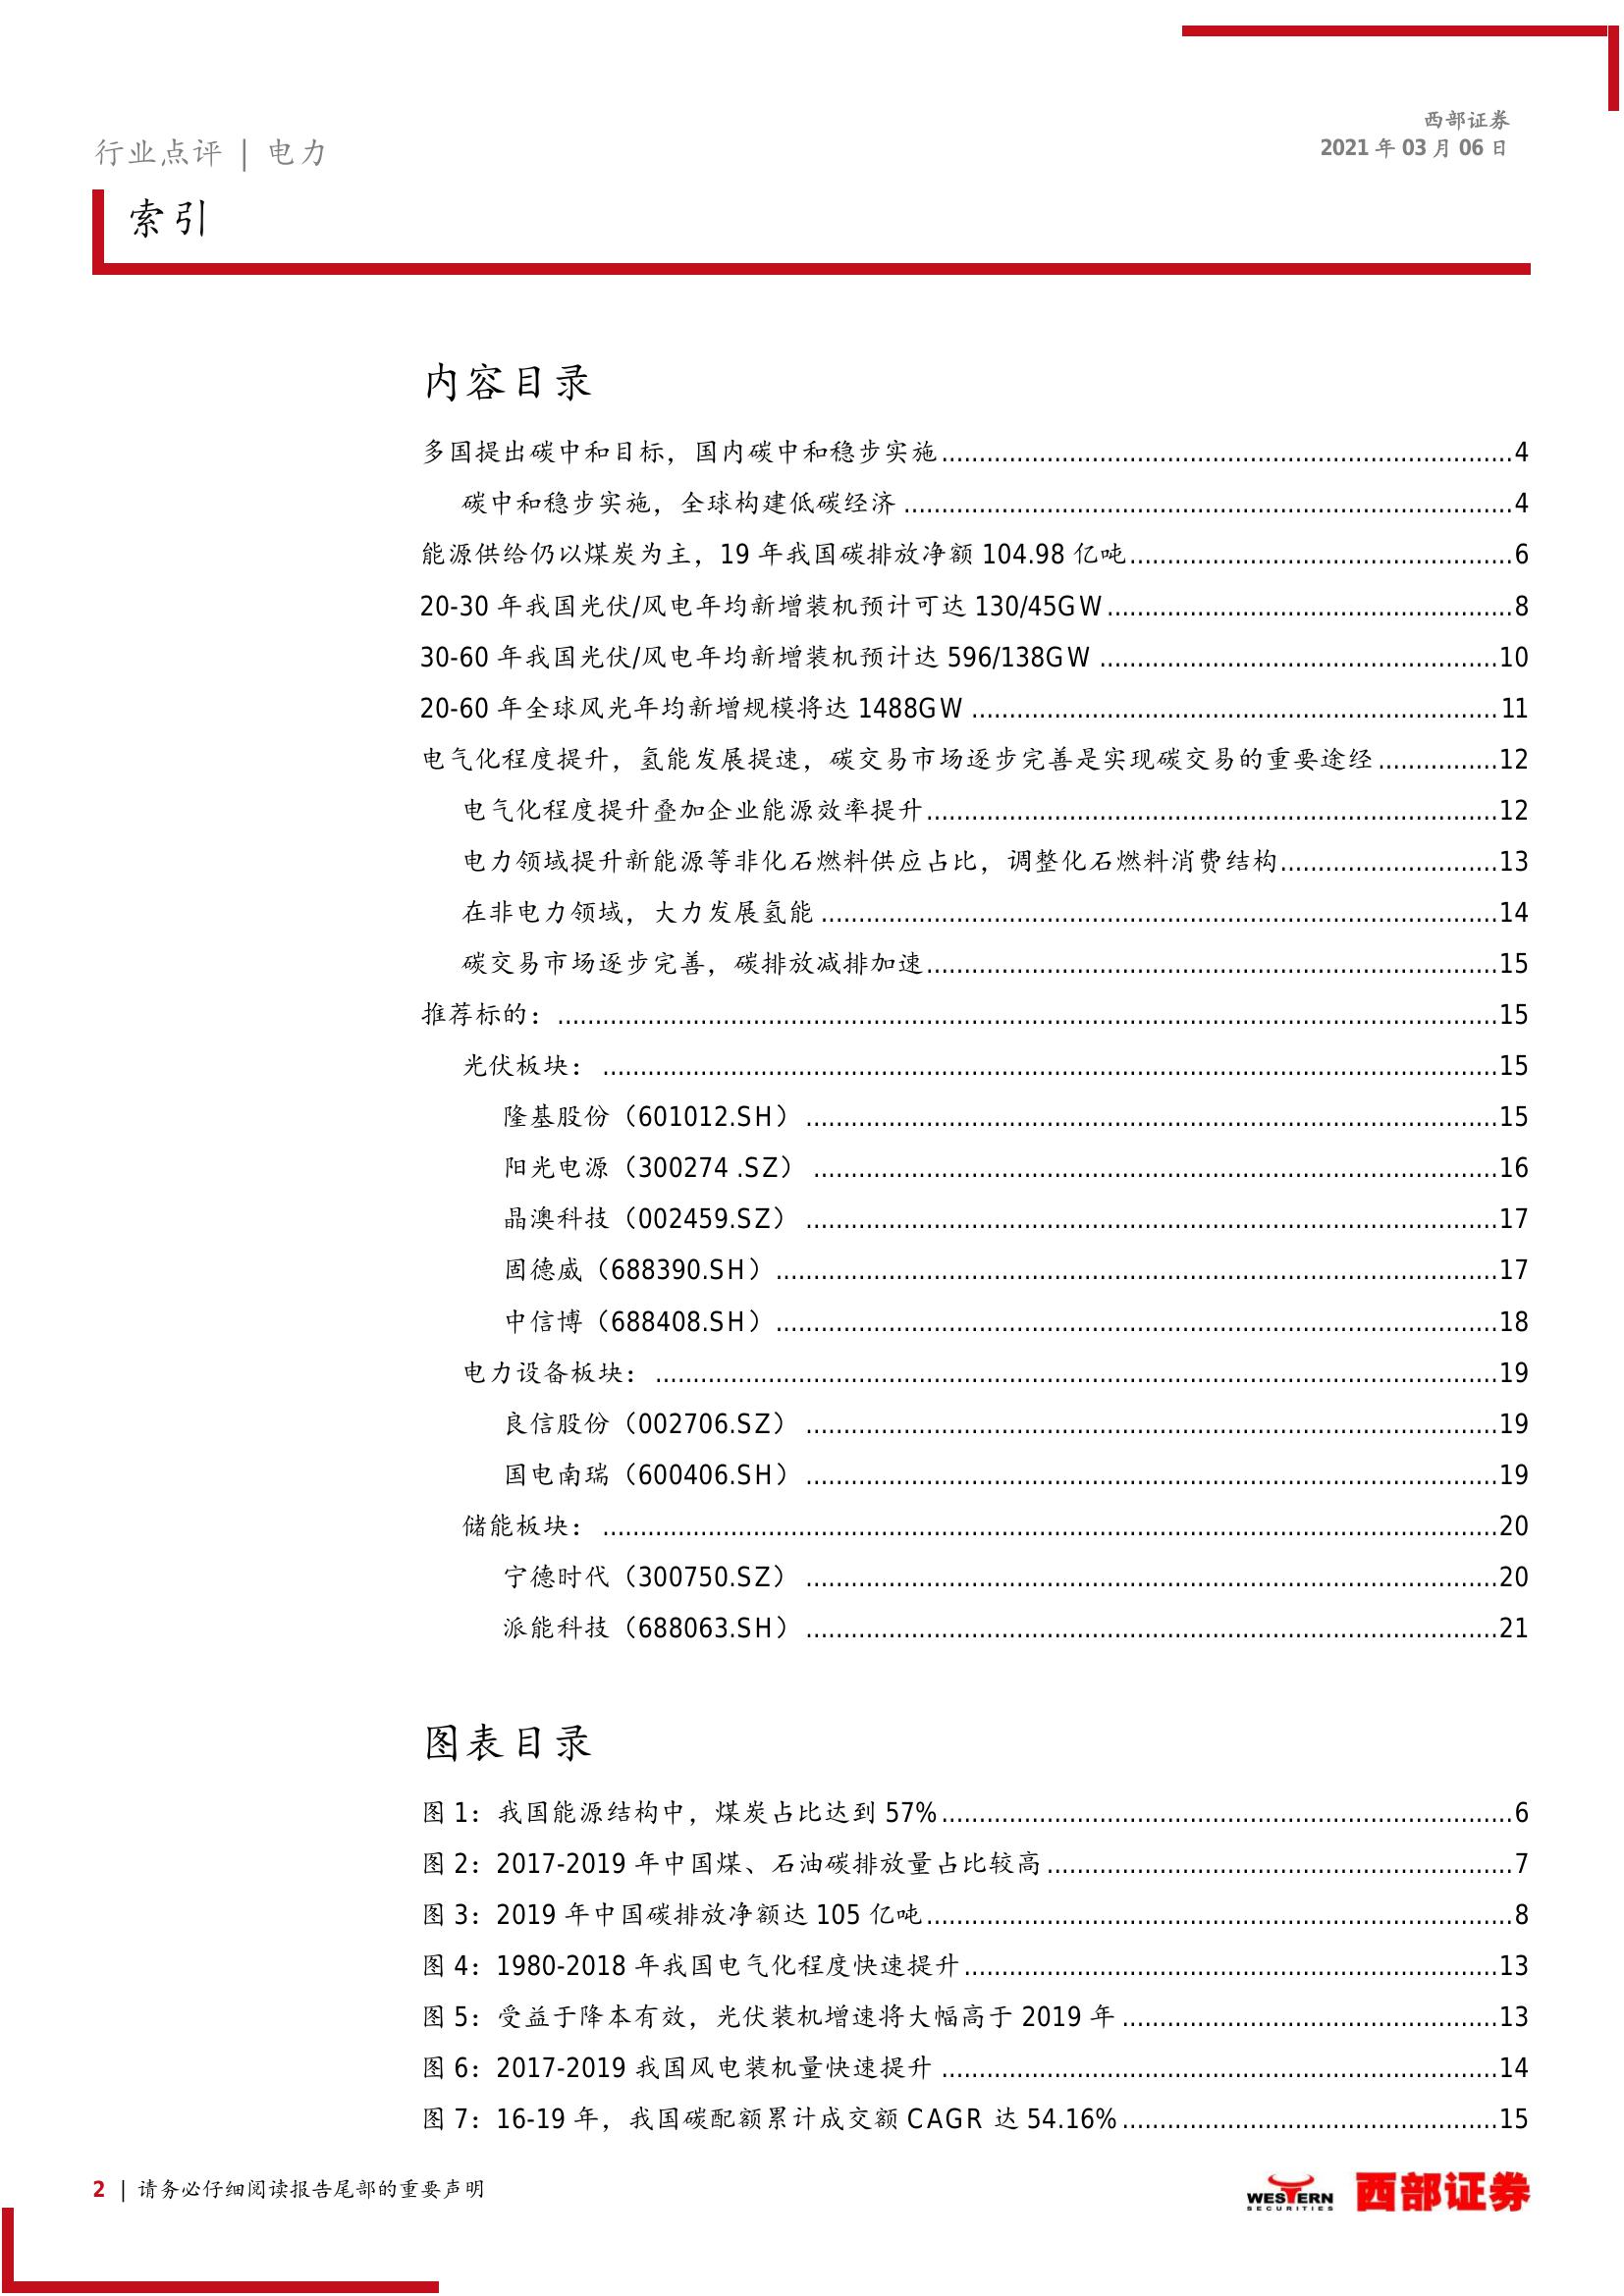 西部证券
2021 年 03 月 06 日
行业点评 | 电力
索引
内容目录
多国提出碳中和目标，国内碳中和稳步实施............4
碳中和稳步实施，全球构建低碳经济............4
能源供给仍以煤炭为主，19 年我国碳排放净额 104.98 亿吨............6
20-30 年我国光伏/风电年均新增装机预计可达 130/45GW............8
30-60 年我国光伏/风电年均新增装机预计达 596/138GW............10
20-60 年全球风光年均新增规模将达 1488GW............11
电气化程度提升，氢能发展提速，碳交易市场逐步完善是实现碳交易的重要途经............12
电气化程度提升叠加企业能源效率提升............12
电力领域提升新能源等非化石燃料供应占比，调整化石燃料消费结构............13
在非电力领域，大力发展氢能............14
碳交易市场逐步完善，碳排放减排加速............15
推荐标的：............15
光伏板块：............15
隆基股份（601012.SH）............15
阳光电源（300274 .SZ）............16
晶澳科技（002459.SZ）............17
固德威（688390.SH）............17
中信博（688408.SH）............18
电力设备板块：............19
良信股份（002706.SZ）............19
国电南瑞（600406.SH）............19
储能板块：............20
宁德时代（300750.SZ）............20
派能科技（688063.SH）............21
图表目录
图 1：我国能源结构中，煤炭占比达到 57%............6
图 2：2017-2019 年中国煤、石油碳排放量占比较高............7
图 3：2019 年中国碳排放净额达 105 亿吨............8
图 4：1980-2018 年我国电气化程度快速提升............13
图 5：受益于降本有效，光伏装机增速将大幅高于 2019 年............13
图 6：2017-2019 我国风电装机量快速提升............14
图 7：16-19 年，我国碳配额累计成交额 CAGR 达 54.16%............15
2 | 请务必仔细阅读报告尾部的重要声明
WESTERN
SECURITIES
西部证券